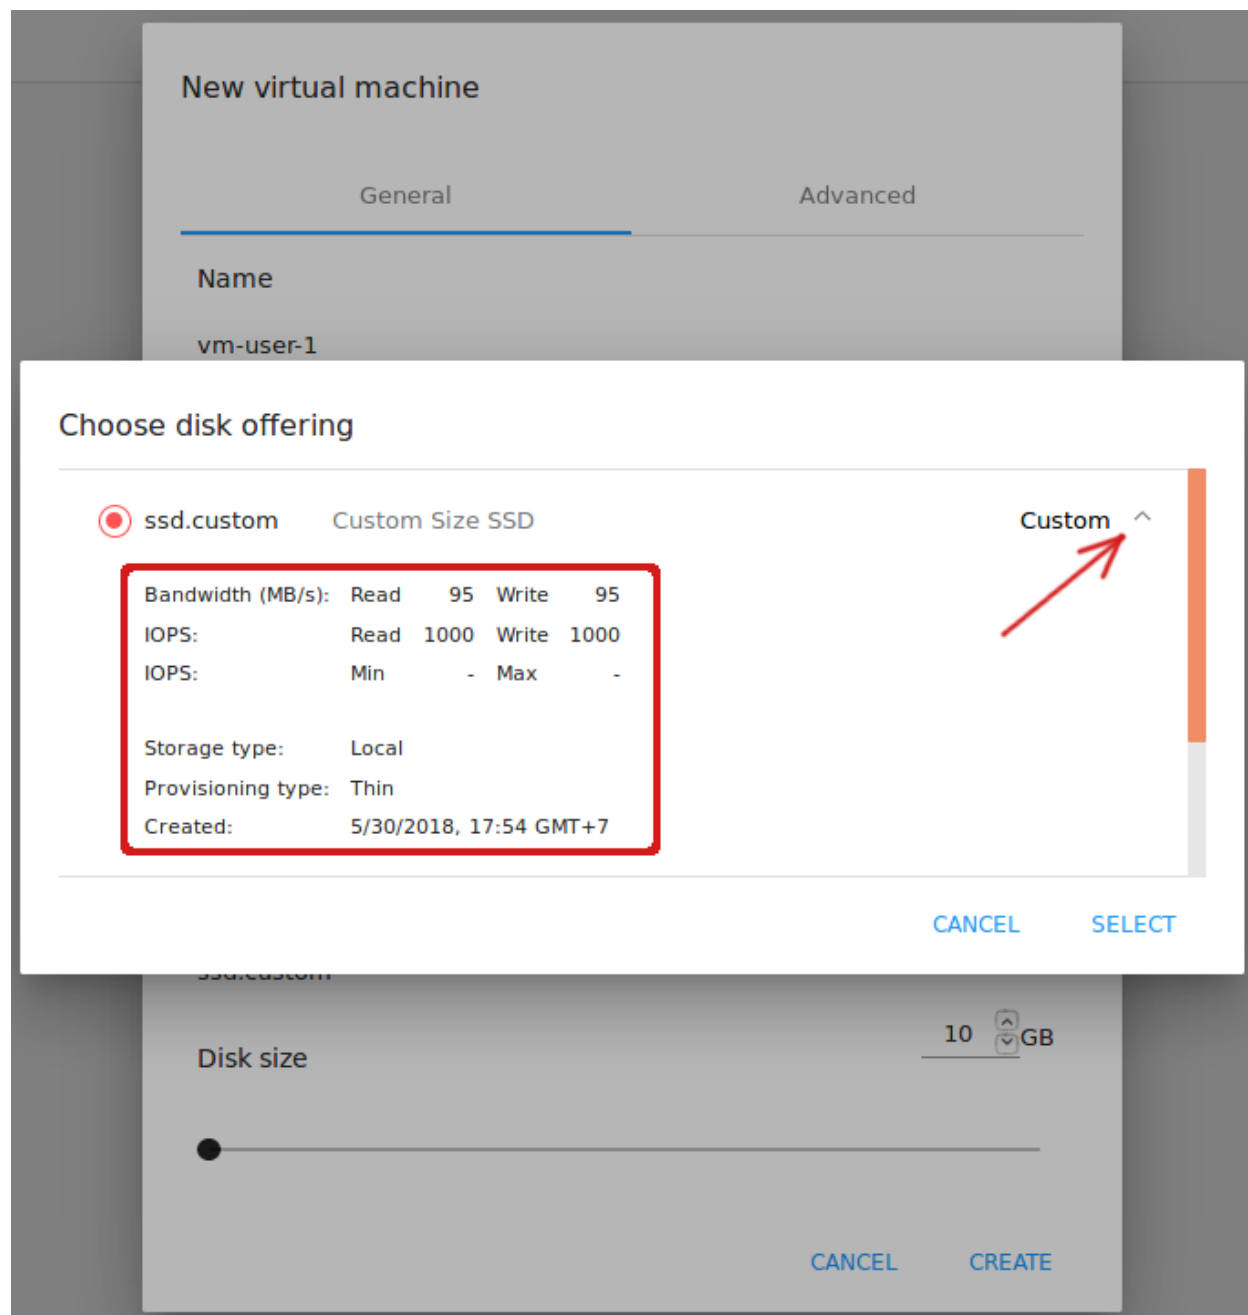 New virtual machine
General Advanced
Name
vm-user-1
Choose disk offering
ssd.custom Custom Size SSD Custom
Bandwidth (MB/s): Read 95 Write 95
IOPS: Read 1000 Write 1000
IOPS: Min - Max -
Storage type: Local
Provisioning type: Thin
Created: 5/30/2018, 17:54 GMT+7
CANCEL SELECT
ssd.custom
10 GB
Disk size
CANCEL CREATE